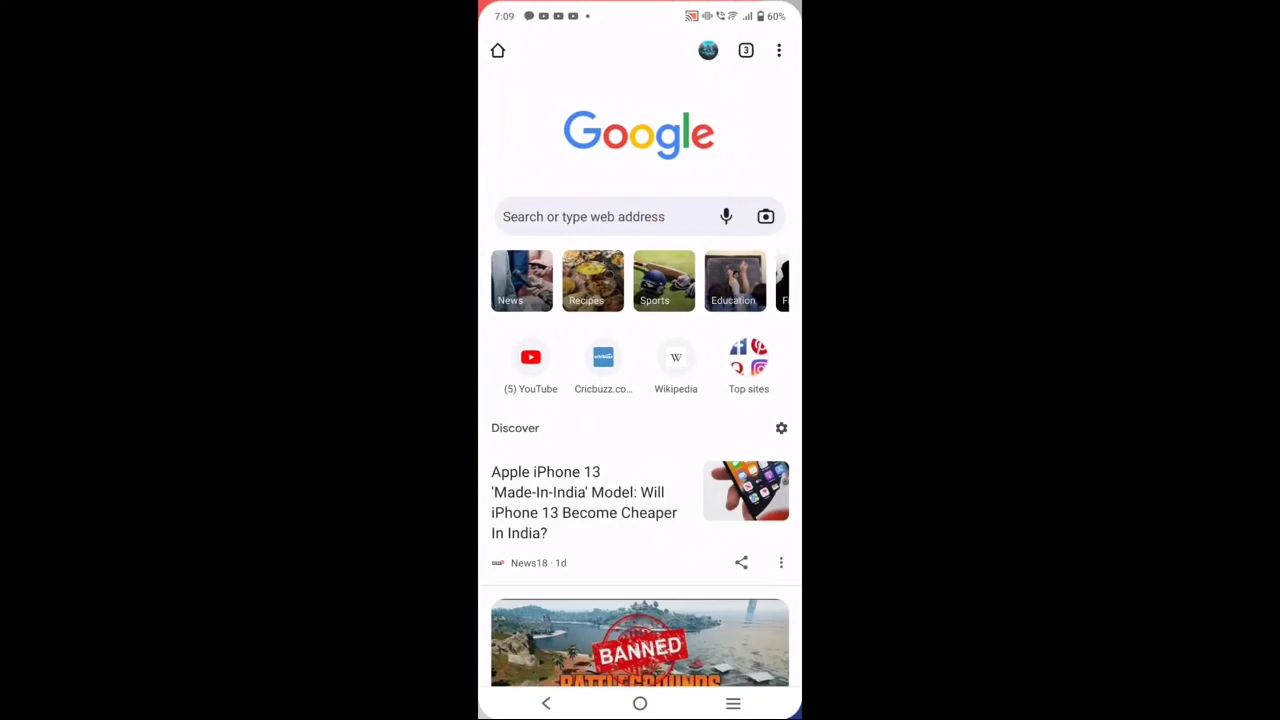 7:09
60%
3
Google
Search or type web address
News
Recipes
Sports
Education
(5) YouTube
Cricbuzz.co...
W
Wikipedia
Top sites
Discover
Apple iPhone 13
'Made-In-India' Model: Will
iPhone 13 Become Cheaper
In India?
News18 · 1d
BANNED
BATTLEGROUNDS